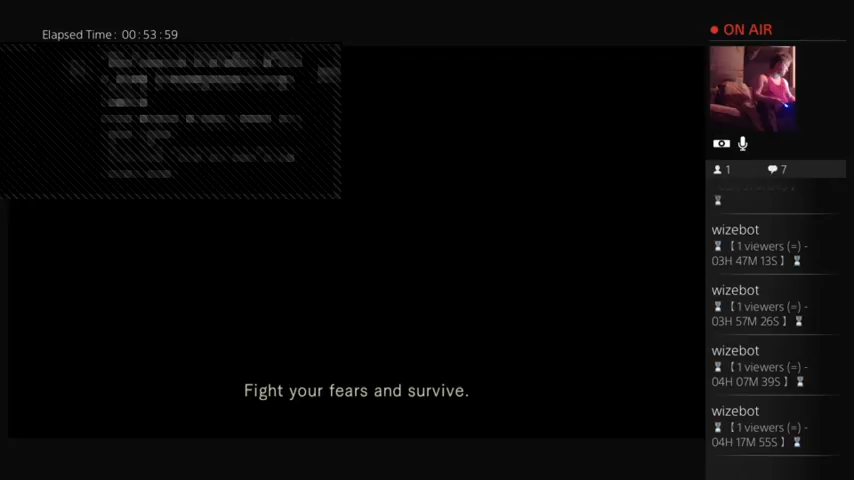 Elapsed Time: 00:53:59
ON AIR
1 7
wizebot
⌛【1 viewers (=) -
03H 47M 13S】⌛
wizebot
⌛【1 viewers (=) -
03H 57M 26S】⌛
wizebot
⌛【1 viewers (=) -
04H 07M 39S】⌛
wizebot
⌛【1 viewers (=) -
04H 17M 55S】⌛
Fight your fears and survive.